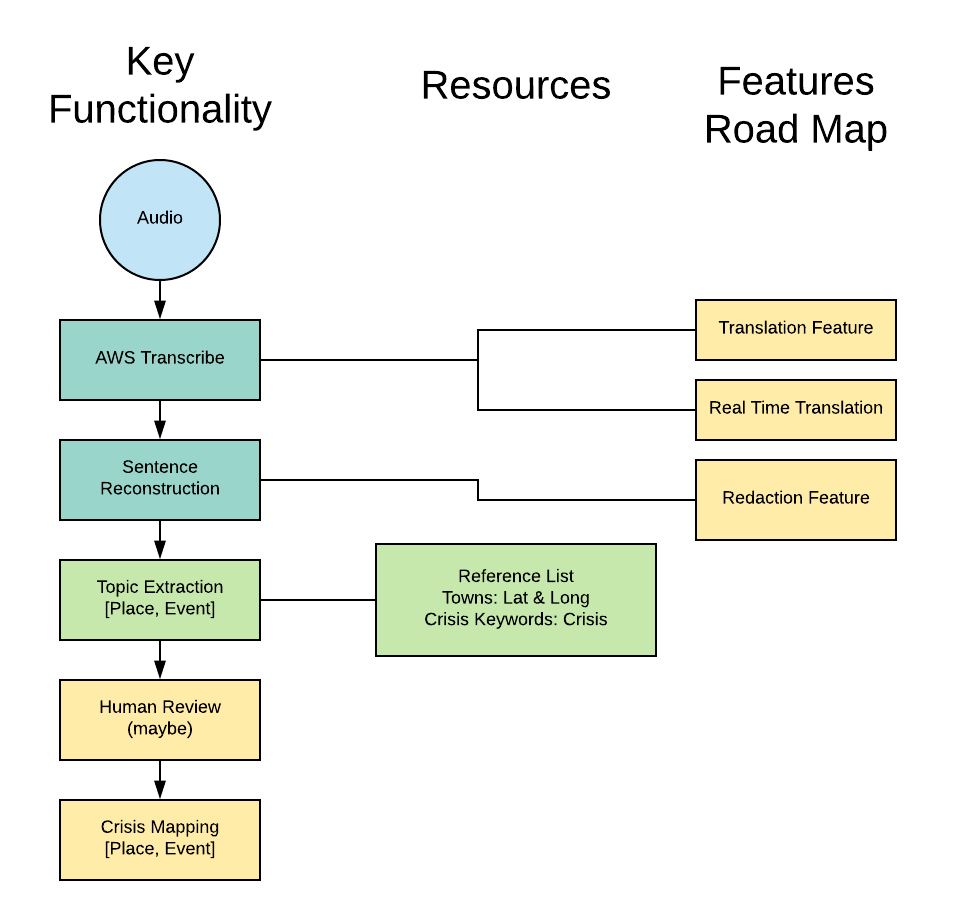 Key
Functionality
Resources
Features
Road Map
Audio
AWS Transcribe
Translation Feature
Real Time Translation
Sentence
Reconstruction
Redaction Feature
Topic Extraction
[Place, Event]
Reference List
Towns: Lat & Long
Crisis Keywords: Crisis
Human Review
(maybe)
Crisis Mapping
[Place, Event]